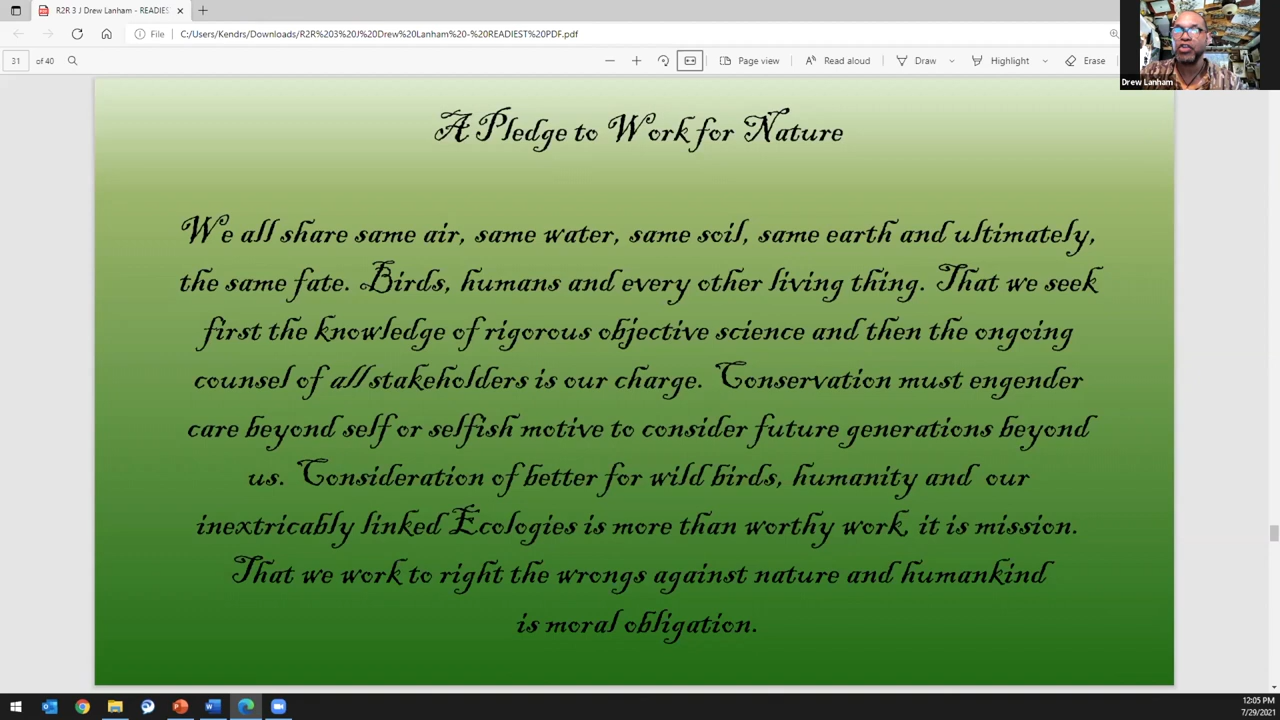 R2R 3 J Drew Lanham - READIEST
File
C:/Users/Kendrs/Downloads/R2R%203%20J%20Drew%20Lanham%20-%20READIEST%20PDF.pdf
31 of 40
Page view
Read aloud
Draw
Highlight
Erase
Drew Lanham
A Pledge to Work for Nature
We all share same air, same water, same soil, same earth and ultimately,
the same fate. Birds, humans and every other living thing. That we seek
first the knowledge of rigorous objective science and then the ongoing
counsel of all stakeholders is our charge. Conservation must engender
care beyond self or selfish motive to consider future generations beyond
us. Consideration of better for wild birds, humanity and our
inextricably linked Ecologies is more than worthy work, it is mission.
That we work to right the wrongs against nature and humankind
is moral obligation.
12:05 PM
7/29/2021